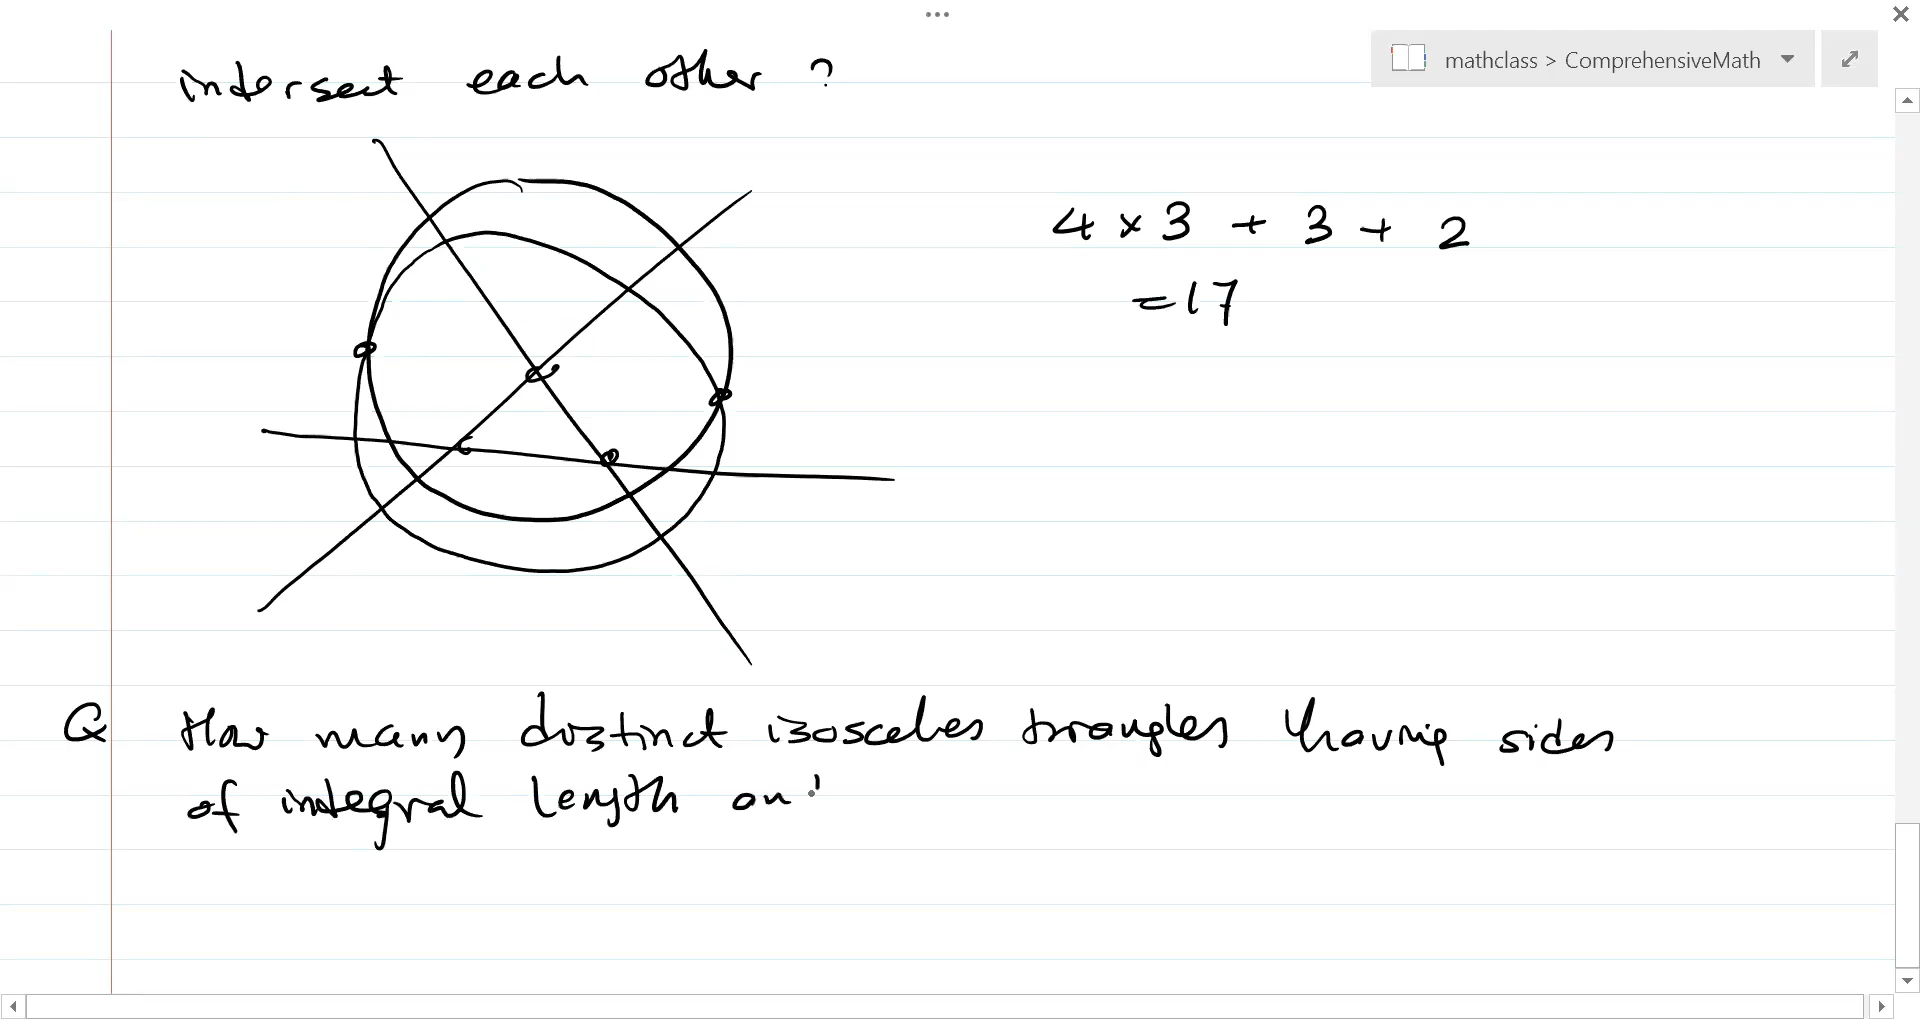 mathclass > ComprehensiveMath
intersect each other ?
4 × 3 + 3 + 2
= 17
Q How many distinct isosceles triangles having sides
of integral length an